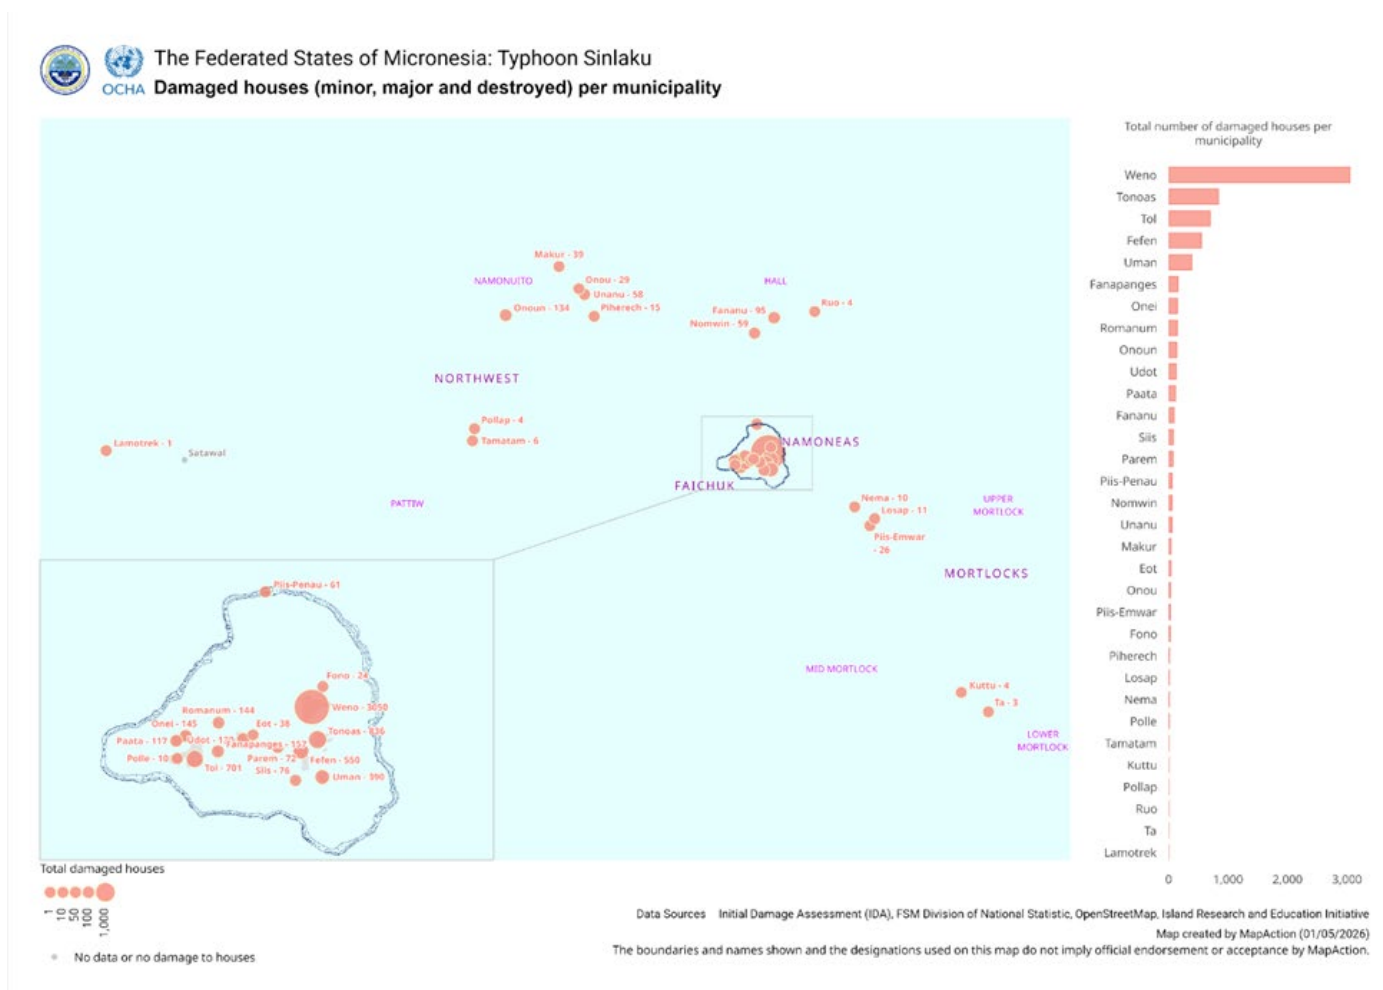 The Federated States of Micronesia: Typhoon Sinlaku
OCHA
Damaged houses (minor, major and destroyed) per municipality
Makur - 39
NAMONUITO
Onou - 29
Unanu - 58
Onoun - 134
Piherech - 15
HALL
Fananu - 95
Ruo - 4
Nomwin - 59
NORTHWEST
Pollap - 4
Tamatam - 6
Lamotrek - 1
Satawal
NAMONEAS
FAICHUK
PATTIW
Nema - 10
Losap - 11
Piis-Emwar
- 26
UPPER
MORTLOCK
MORTLOCKS
MID MORTLOCK
Kuttu - 4
Ta - 3
LOWER
MORTLOCK
Piis-Penau - 61
Fono - 24
Weno - 3050
Romanum - 144
Onei - 145
Eot - 38
Tonoas - 836
Paata - 117
Udot -
Fanapanges - 157
Polle - 10
Parem - 72
Fefen - 550
Tol - 701
Siis - 76
Uman - 390
Total damaged houses
1
10
50
100
1,000
No data or no damage to houses
Total number of damaged houses per
municipality
Weno
Tonoas
Tol
Fefen
Uman
Fanapanges
Onei
Romanum
Onoun
Udot
Paata
Fananu
Siis
Parem
Piis-Penau
Nomwin
Unanu
Makur
Eot
Onou
Piis-Emwar
Fono
Piherech
Losap
Nema
Polle
Tamatam
Kuttu
Pollap
Ruo
Ta
Lamotrek
0
1,000
2,000
3,000
Data Sources Initial Damage Assessment (IDA), FSM Division of National Statistic, OpenStreetMap, Island Research and Education Initiative
Map created by MapAction (01/05/2026)
The boundaries and names shown and the designations used on this map do not imply official endorsement or acceptance by MapAction.